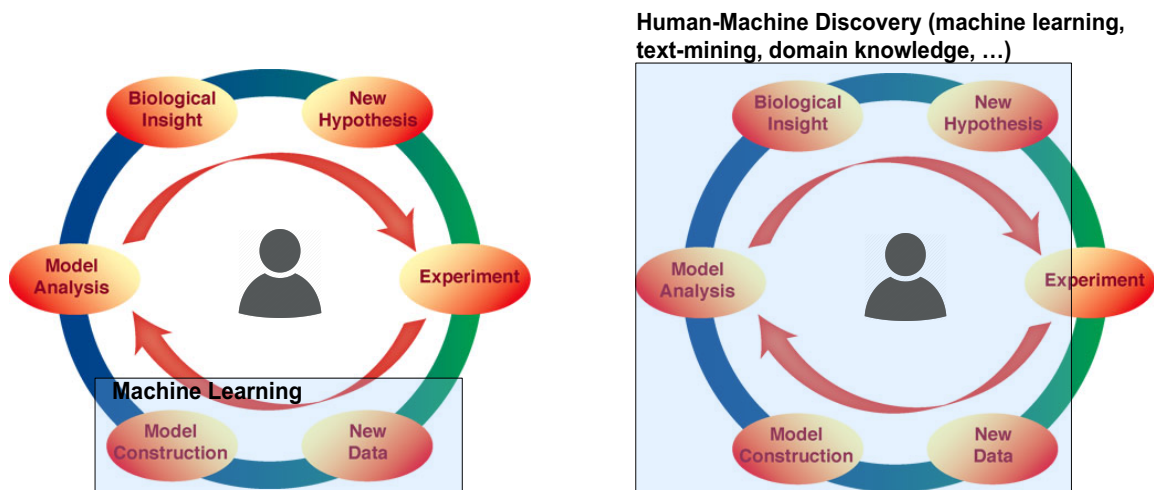 Biological
Insight
New
Hypothesis
Model
Analysis
Experiment
Machine Learning
Model
Construction
New
Data
Human-Machine Discovery (machine learning,
text-mining, domain knowledge, …)
Biological
Insight
New
Hypothesis
Model
Analysis
Experiment
Model
Construction
New
Data